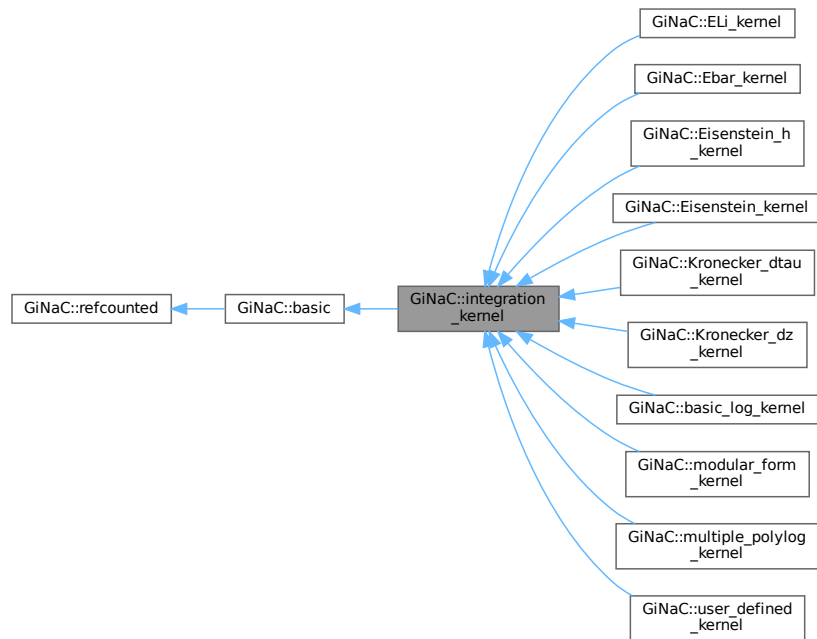 GiNaC::ELi_kernel
GiNaC::Ebar_kernel
GiNaC::Eisenstein_h
_kernel
GiNaC::Eisenstein_kernel
GiNaC::Kronecker_dtau
_kernel
GiNaC::refcounted
GiNaC::basic
GiNaC::integration
_kernel
GiNaC::Kronecker_dz
_kernel
GiNaC::basic_log_kernel
GiNaC::modular_form
_kernel
GiNaC::multiple_polylog
_kernel
GiNaC::user_defined
_kernel